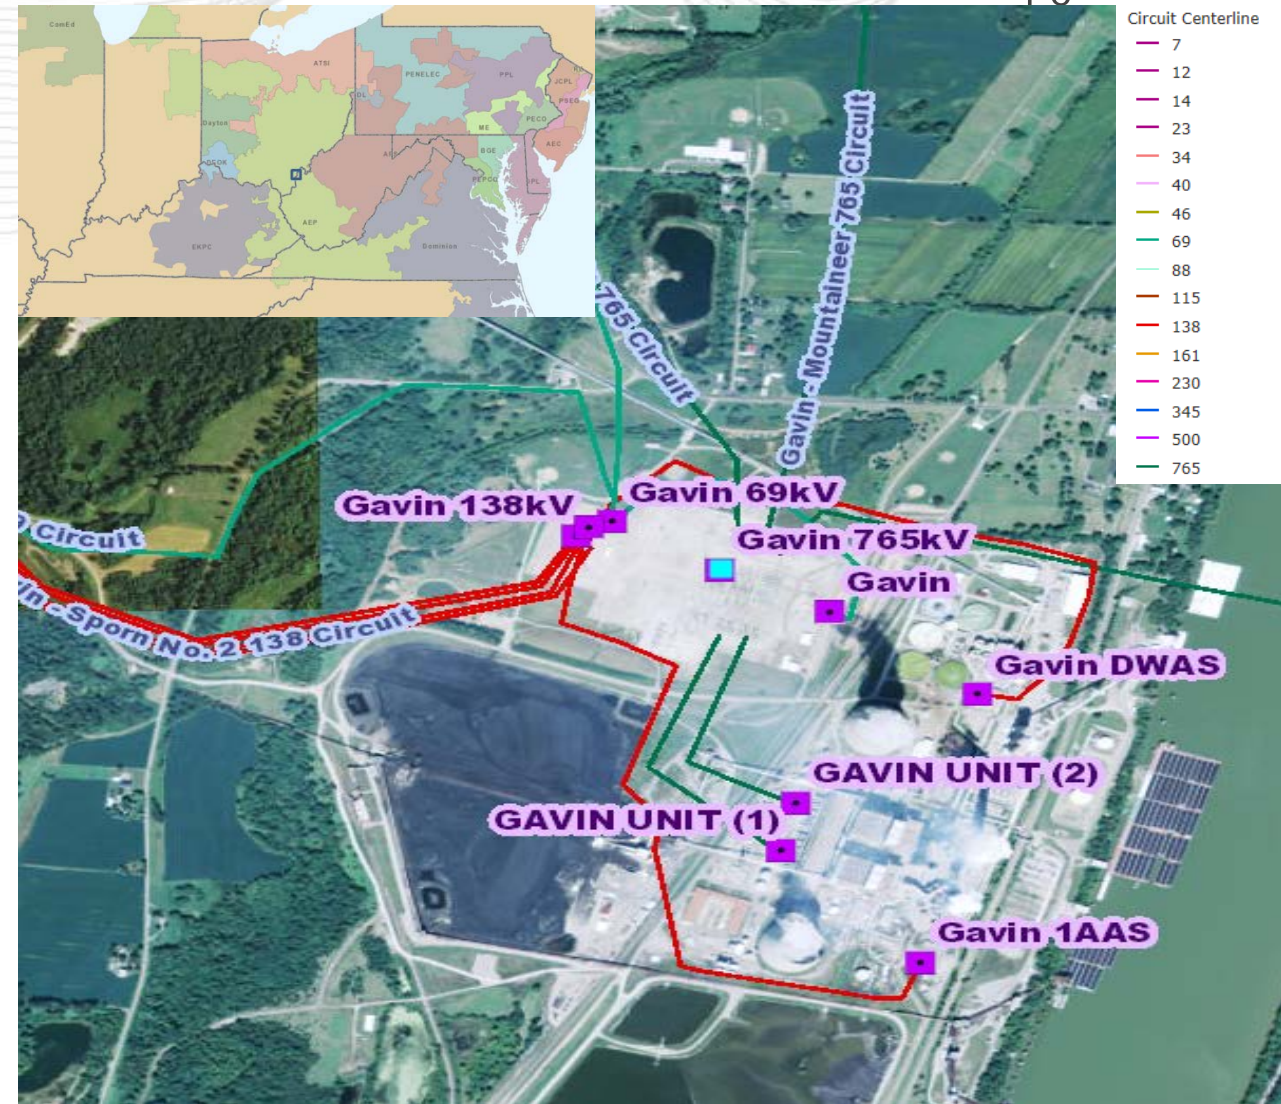 ComEd
ATSI
PENELEC
PPL
JCPL
PSEG
Dayton
DL
ME
PECO
AEC
DEOK
BGE
PEPCO
DPL
AEP
EKPC
Dominion
Circuit Centerline
7
12
14
23
34
40
46
69
88
115
138
161
230
345
500
765
765 Circuit
Gavin - Mountaineer 765 Circuit
Gavin 138kV
Gavin 69kV
Gavin 765kV
Gavin
Circuit
in -Sporn No. 2 138 Circuit
Gavin DWAS
GAVIN UNIT (2)
GAVIN UNIT (1)
Gavin 1AAS